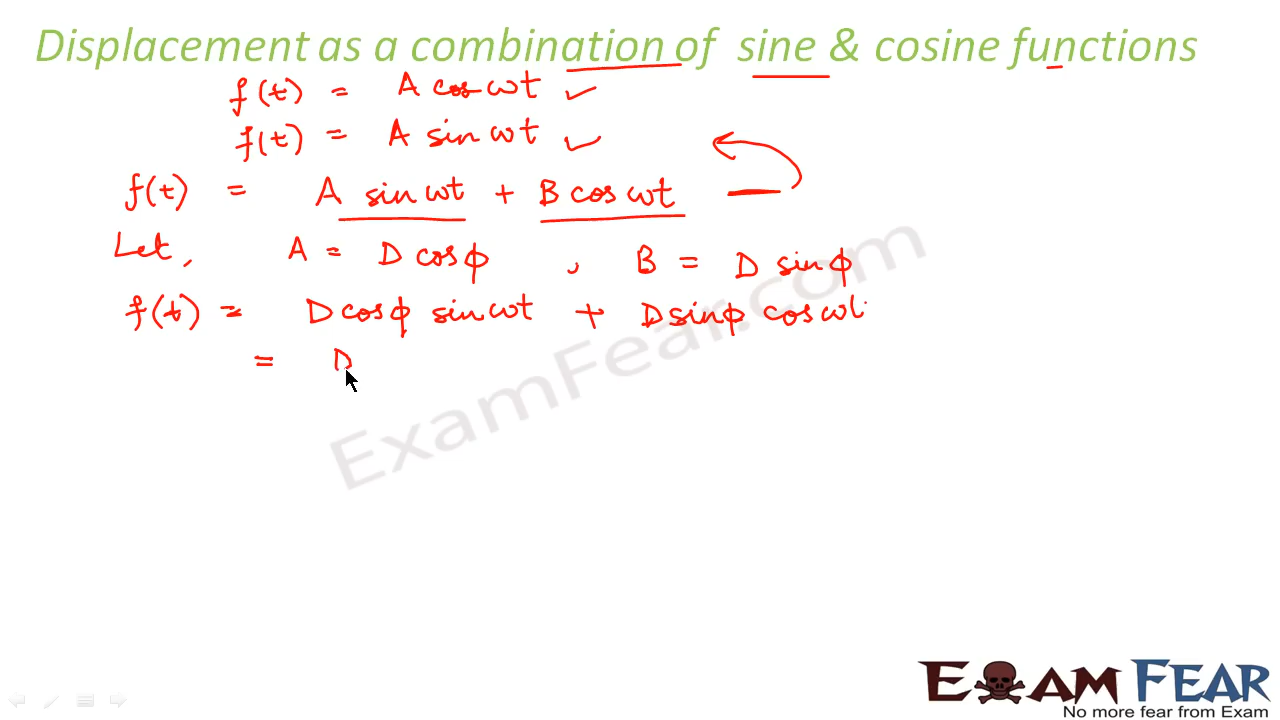 Displacement as a combination of sine & cosine functions
f(t) = A cos ωt ✓
f(t) = A sin ωt ✓
f(t) = A sin ωt + B cos ωt
Let, A = D cos ϕ , B = D sin ϕ
f(t) = D cos ϕ sin ωt + D sin ϕ cos ωt
= D
ExamFear.com
EXAM FEAR
No more fear from Exam